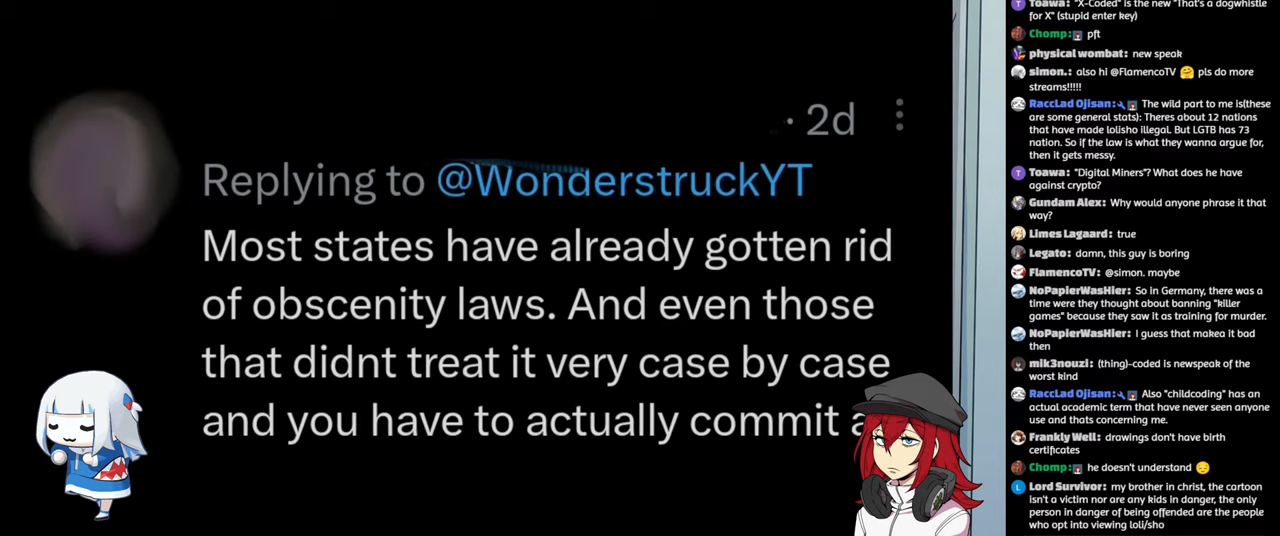 · 2d
Replying to @WonderstruckYT
Most states have already gotten rid
of obscenity laws. And even those
that didnt treat it very case by case
and you have to actually commit a
Toawa: "X-Coded" is the new "That's a dogwhistle
for X" (stupid enter key)
Chomp: pft
physical wombat: new speak
simon.: also hi @FlamencoTV 🤗 pls do more
streams!!!!!
RaccLad Ojisan: The wild part to me is(these
are some general stats): Theres about 12 nations
that have made lolisho illegal. But LGTB has 73
nation. So if the law is what they wanna argue for,
then it gets messy.
Toawa: "Digital Miners"? What does he have
against crypto?
Gundam Alex: Why would anyone phrase it that
way?
Limes Lagaard: true
Legato: damn, this guy is boring
FlamencoTV: @simon. maybe
NoPapierWasHier: So in Germany, there was a
time were they thought about banning "killer
games" because they saw it as training for murder.
NoPapierWasHier: I guess that makea it bad
then
mik3nouzi: (thing)-coded is newspeak of the
worst kind
RaccLad Ojisan: Also "childcoding" has an
actual academic term that have never seen anyone
use and thats concerning me.
Frankly Well: drawings don't have birth
certificates
Chomp: he doesn't understand 😔
Lord Survivor: my brother in christ, the cartoon
isn't a victim nor are any kids in danger, the only
person in danger of being offended are the people
who opt into viewing loli/sho